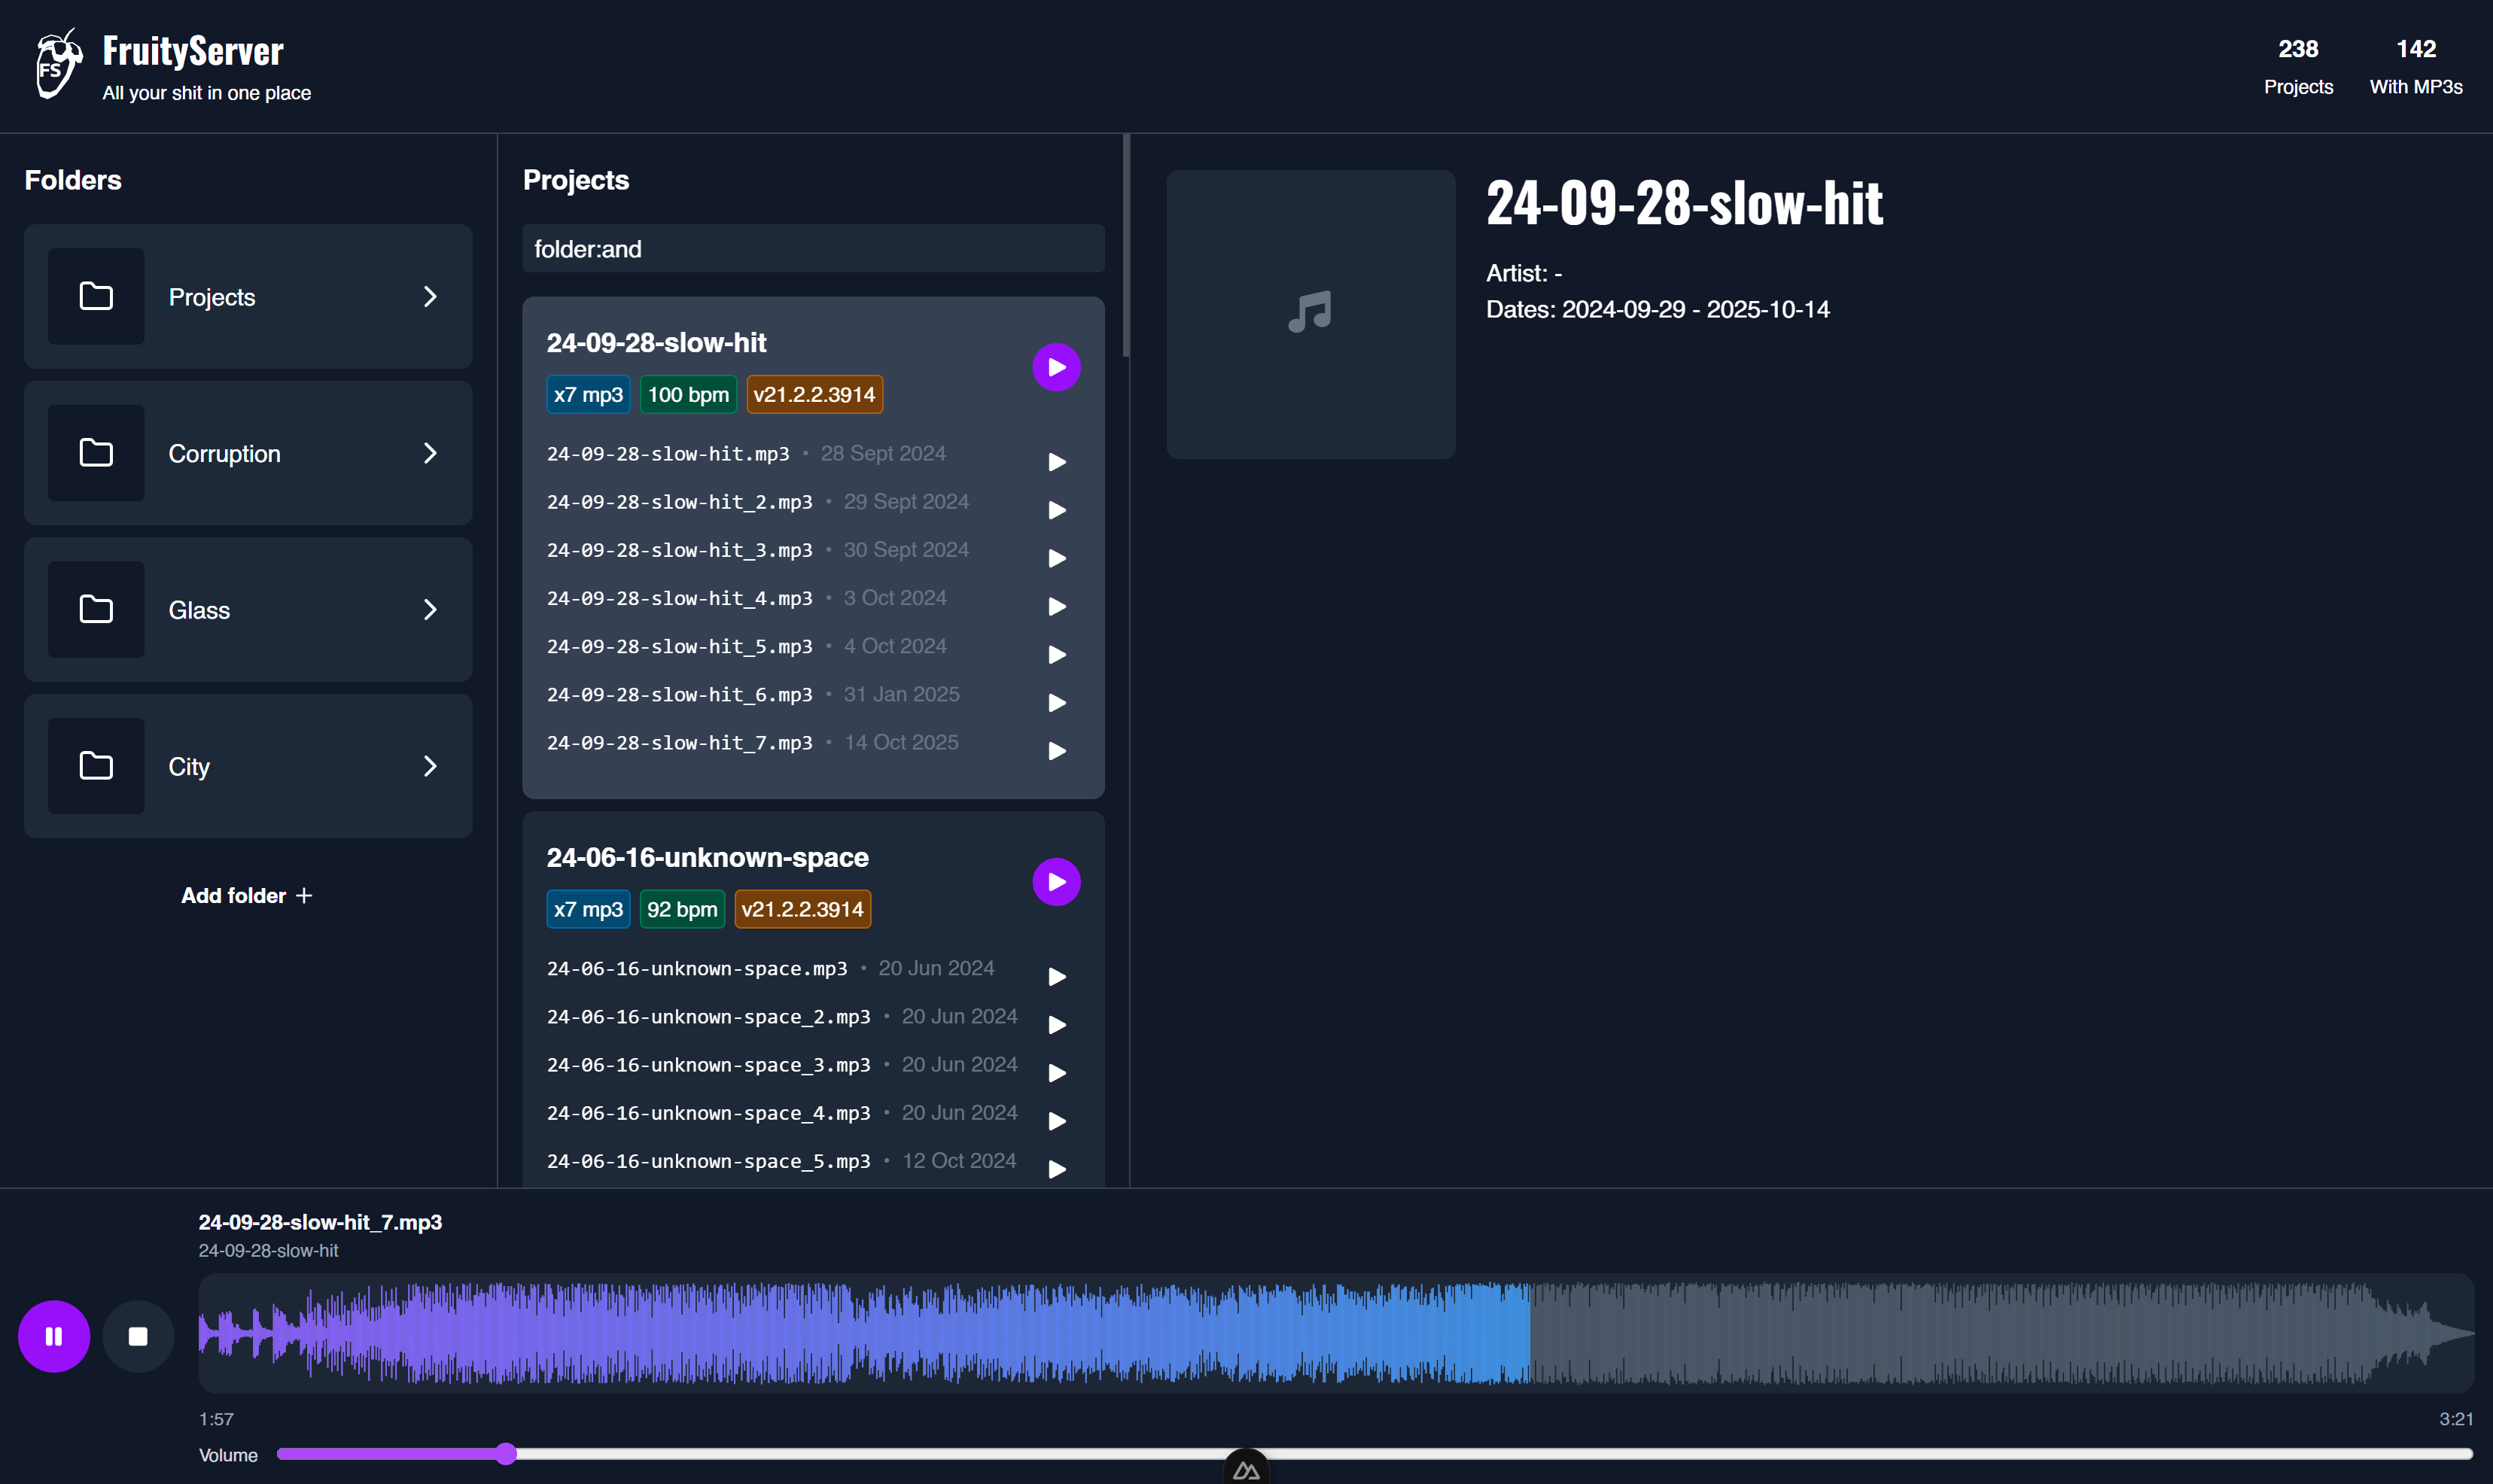 FS
FruityServer
All your shit in one place
238
Projects
142
With MP3s
Folders
Projects
Corruption
Glass
City
Add folder +
Projects
folder:and
24-09-28-slow-hit
x7 mp3 100 bpm v21.2.2.3914
24-09-28-slow-hit.mp3 • 28 Sept 2024
24-09-28-slow-hit_2.mp3 • 29 Sept 2024
24-09-28-slow-hit_3.mp3 • 30 Sept 2024
24-09-28-slow-hit_4.mp3 • 3 Oct 2024
24-09-28-slow-hit_5.mp3 • 4 Oct 2024
24-09-28-slow-hit_6.mp3 • 31 Jan 2025
24-09-28-slow-hit_7.mp3 • 14 Oct 2025
24-06-16-unknown-space
x7 mp3 92 bpm v21.2.2.3914
24-06-16-unknown-space.mp3 • 20 Jun 2024
24-06-16-unknown-space_2.mp3 • 20 Jun 2024
24-06-16-unknown-space_3.mp3 • 20 Jun 2024
24-06-16-unknown-space_4.mp3 • 20 Jun 2024
24-06-16-unknown-space_5.mp3 • 12 Oct 2024
24-09-28-slow-hit
Artist: -
Dates: 2024-09-29 - 2025-10-14
24-09-28-slow-hit_7.mp3
24-09-28-slow-hit
1:57
3:21
Volume